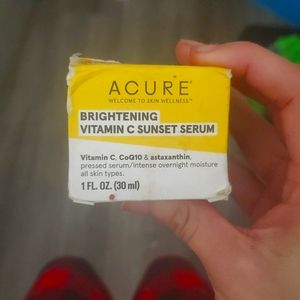 ACURE®
WELCOME TO SKIN WELLNESS™
BRIGHTENING
VITAMIN C SUNSET SERUM
Vitamin C, CoQ10 & astaxanthin,
pressed serum/intense overnight moisture
all skin types.
1 FL. OZ. (30 ml)